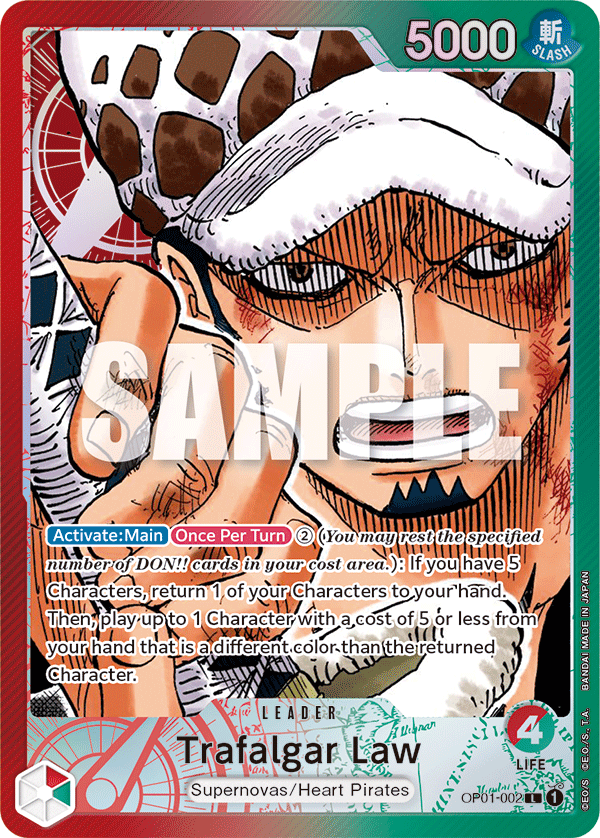 5000
斬
SLASH
SAMPLE
Activate:Main Once Per Turn ② (You may rest the specified
number of DON!! cards in your cost area.): If you have 5
Characters, return 1 of your Characters to your hand.
Then, play up to 1 Character with a cost of 5 or less from
your hand that is a different color than the returned
Character.
LEADER
Trafalgar Law
Supernovas/Heart Pirates
4
LIFE
OP01-002 L 1
©E.O/S ©E.O./S., T.A. BANDAI MADE IN JAPAN